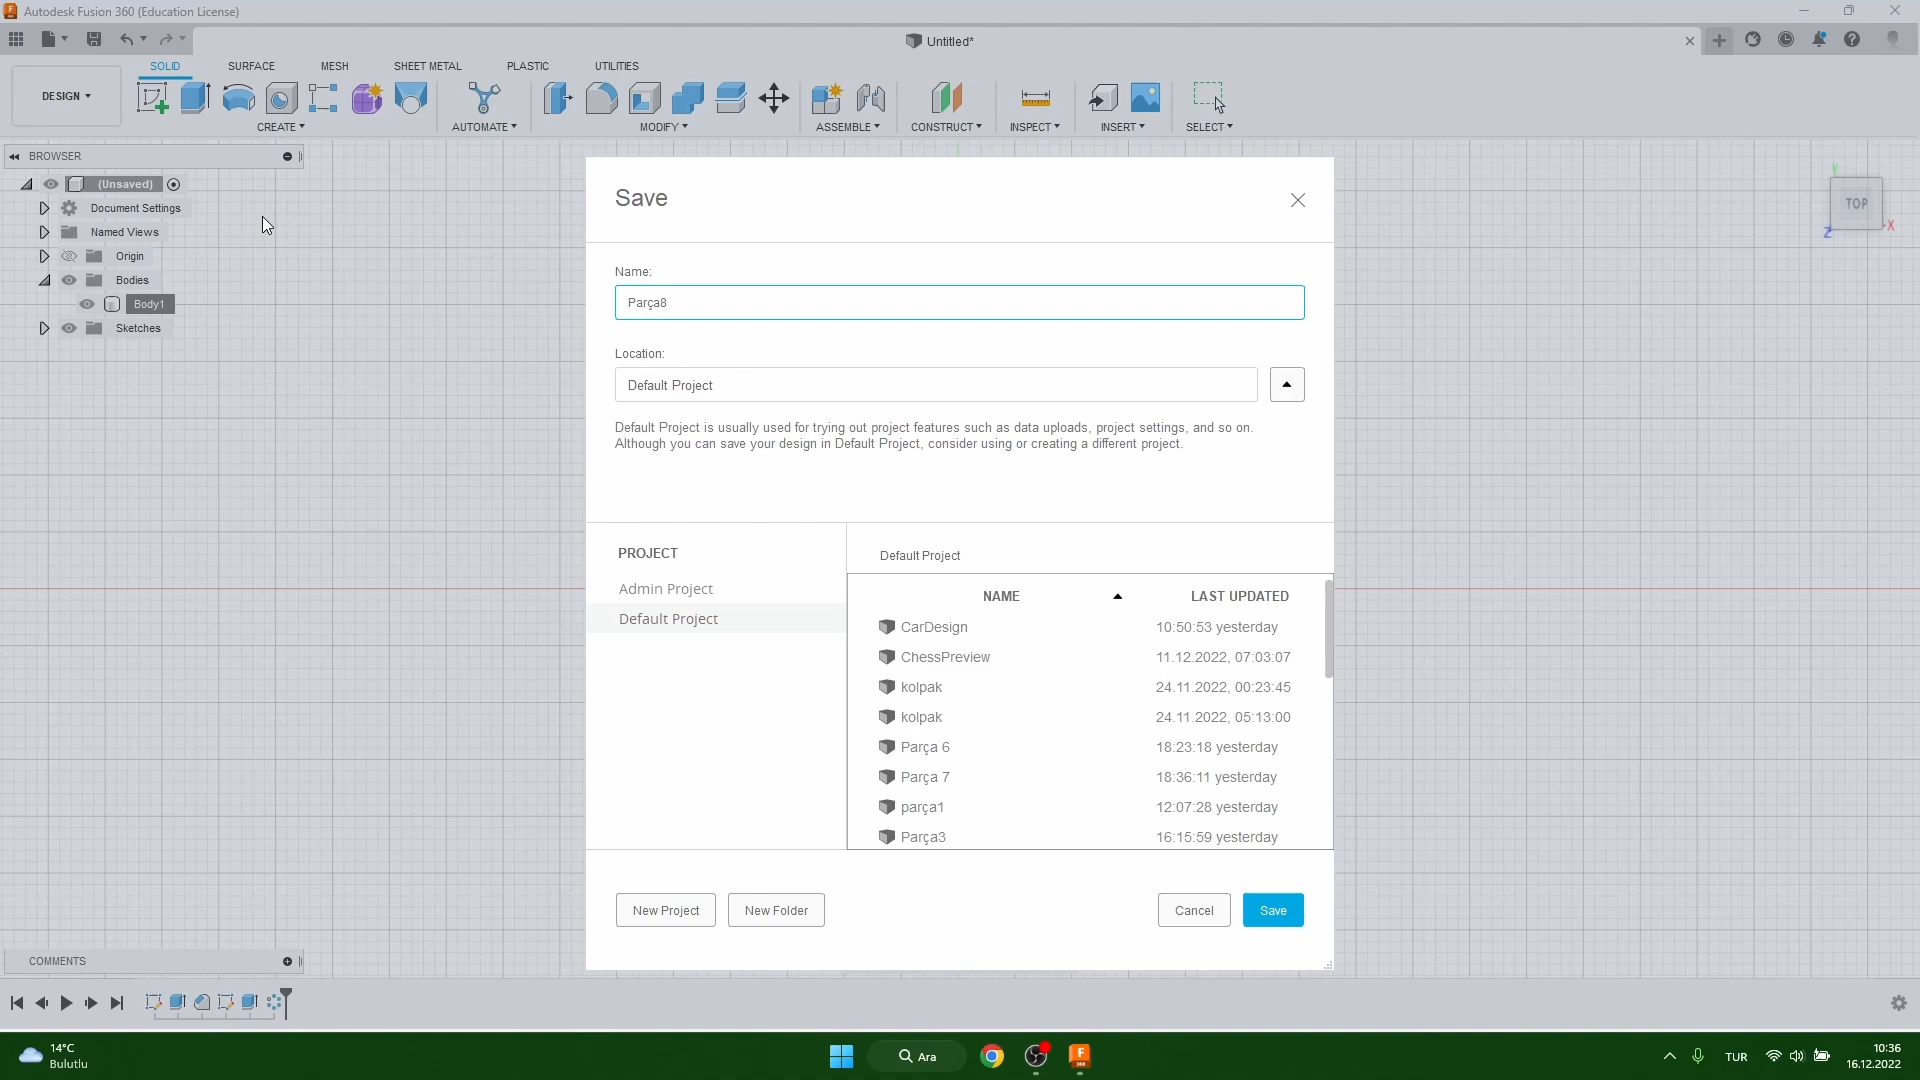 Autodesk Fusion 360 (Education License)
Untitled*
SOLID SURFACE MESH SHEET METAL PLASTIC UTILITIES
DESIGN
CREATE AUTOMATE MODIFY ASSEMBLE CONSTRUCT INSPECT INSERT SELECT
BROWSER
(Unsaved)
Document Settings
Named Views
Origin
Bodies
Body1
Sketches
TOP
Y
X
Z
Save
Name:
Parça8
Location:
Default Project
Default Project is usually used for trying out project features such as data uploads, project settings, and so on.
Although you can save your design in Default Project, consider using or creating a different project.
PROJECT
Admin Project
Default Project
Default Project
NAME LAST UPDATED
CarDesign 10:50:53 yesterday
ChessPreview 11.12.2022, 07:03:07
kolpak 24.11.2022, 00:23:45
kolpak 24.11.2022, 05:13:00
Parça 6 18:23:18 yesterday
Parça 7 18:36:11 yesterday
parça1 12:07:28 yesterday
Parça3 16:15:59 yesterday
New Project New Folder Cancel Save
COMMENTS
14°C
Bulutlu
Ara
TUR
10:36
16.12.2022